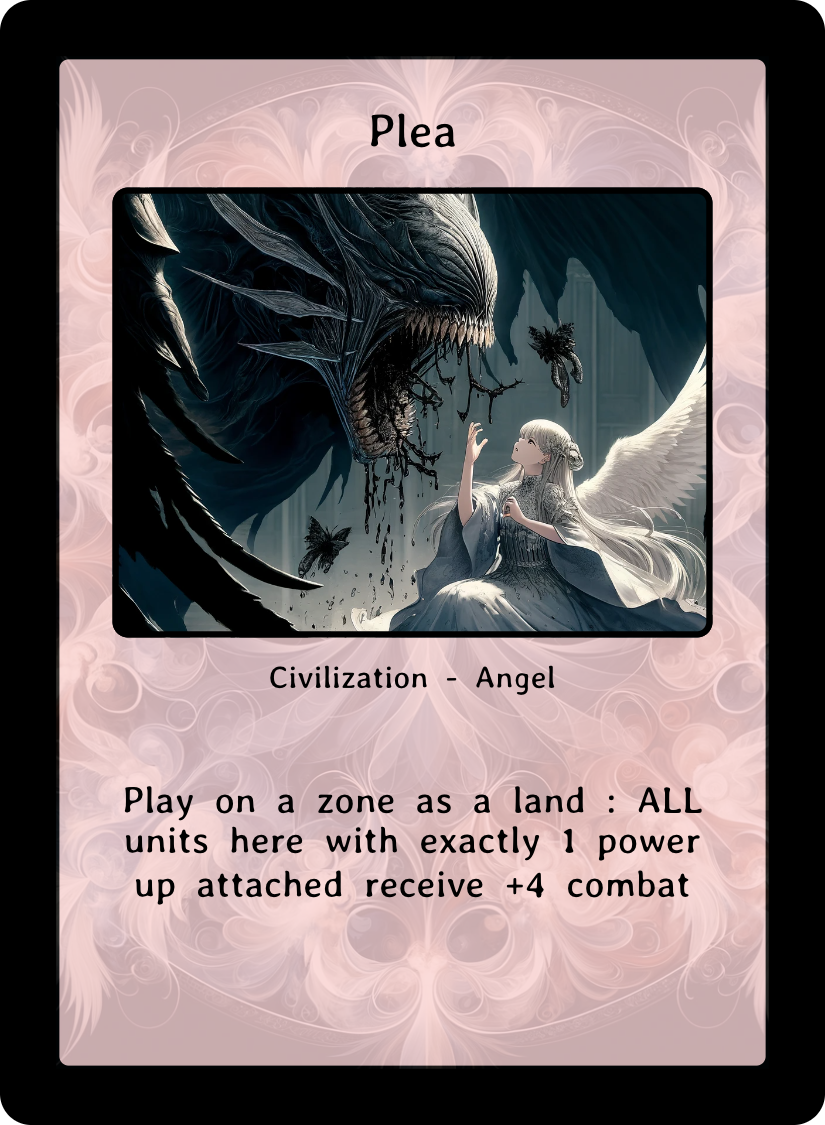 Plea
Civilization - Angel
Play on a zone as a land : ALL
units here with exactly 1 power
up attached receive +4 combat